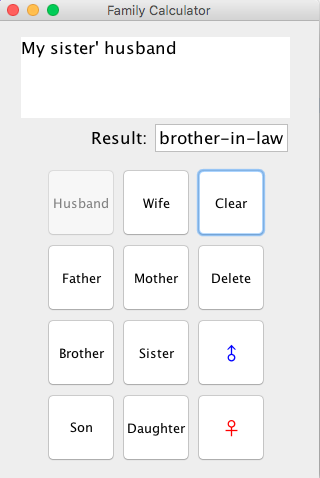 Family Calculator
My sister' husband
Result: brother-in-law
Husband Wife Clear
Father Mother Delete
Brother Sister ♂
Son Daughter ♀